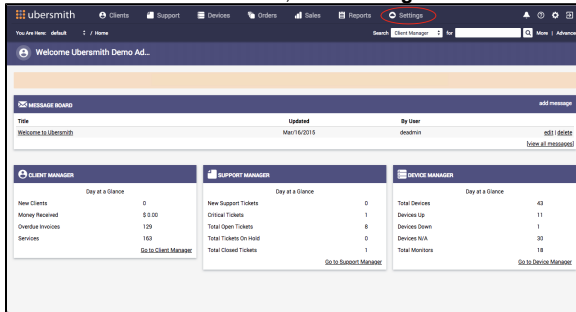 ubersmith Clients Support Devices Orders Sales Reports Settings
You Are Here: default / Home Search Client Manager for More | Advance
Welcome Ubersmith Demo Ad...
MESSAGE BOARD add message
Title Updated By User
Welcome to Ubersmith Mar/16/2015 deadmin edit | delete
[view all messages]
CLIENT MANAGER
Day at a Glance
New Clients 0
Money Received $ 0.00
Overdue Invoices 129
Services 163
Go to Client Manager
SUPPORT MANAGER
Day at a Glance
New Support Tickets 0
Critical Tickets 1
Total Open Tickets 8
Total Tickets On Hold 0
Total Closed Tickets 1
Go to Support Manager
DEVICE MANAGER
Day at a Glance
Total Devices 43
Devices Up 11
Devices Down 1
Devices N/A 30
Total Monitors 18
Go to Device Manager